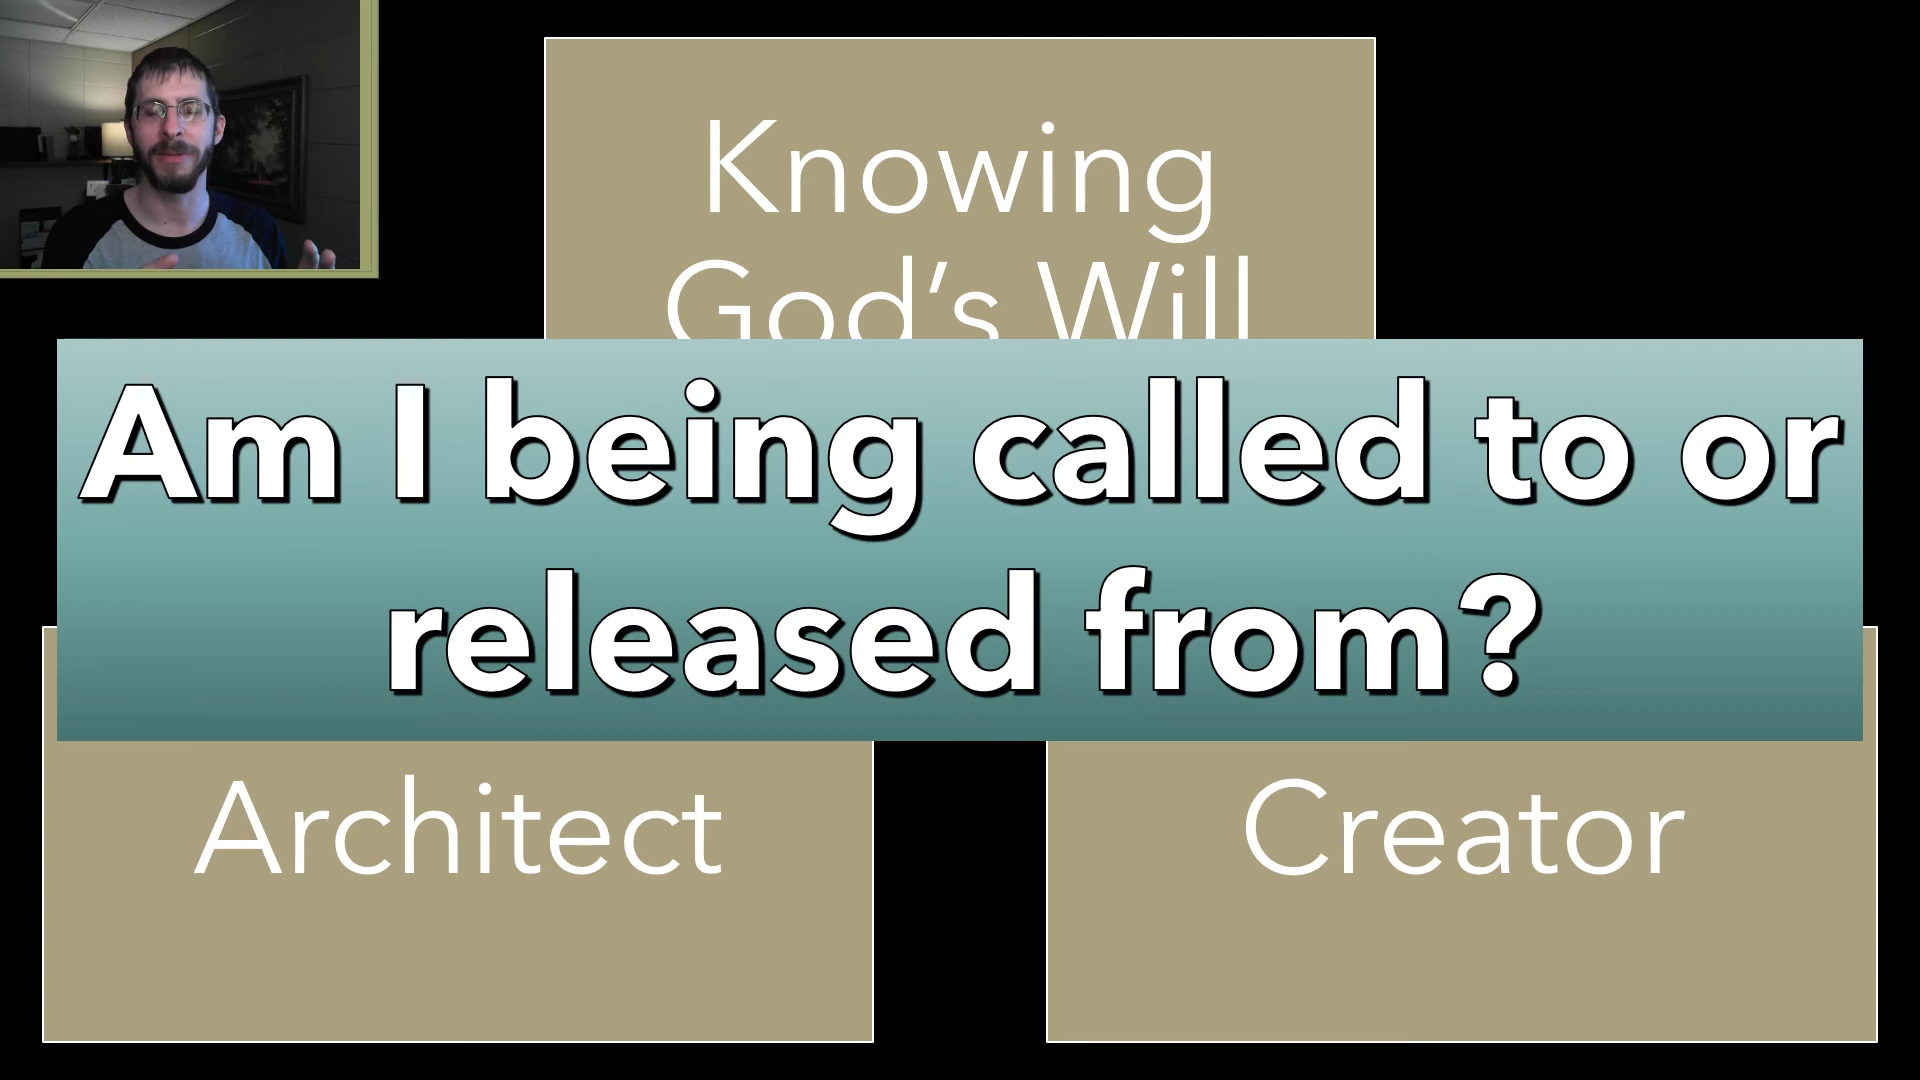 Knowing
God’s Will
Am I being called to or
released from?
Architect
Creator